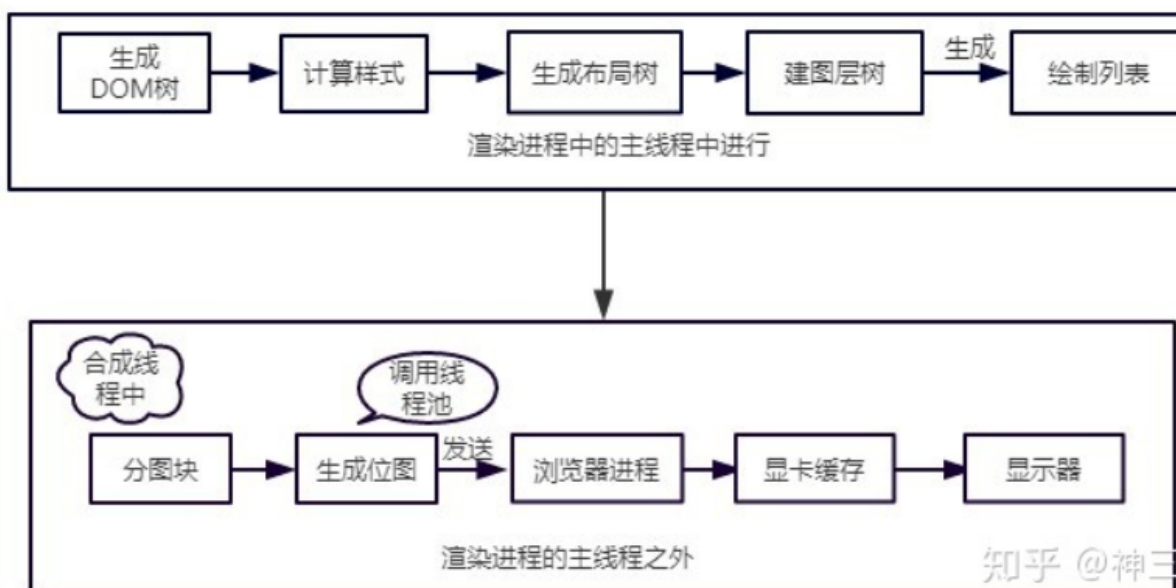 生成
DOM树
计算样式
生成布局树
建图层树
生成
绘制列表
渲染进程中的主线程中进行
合成线
程中
调用线
程池
分图块
生成位图
发送
浏览器进程
显卡缓存
显示器
渲染进程的主线程之外
知乎 @神三